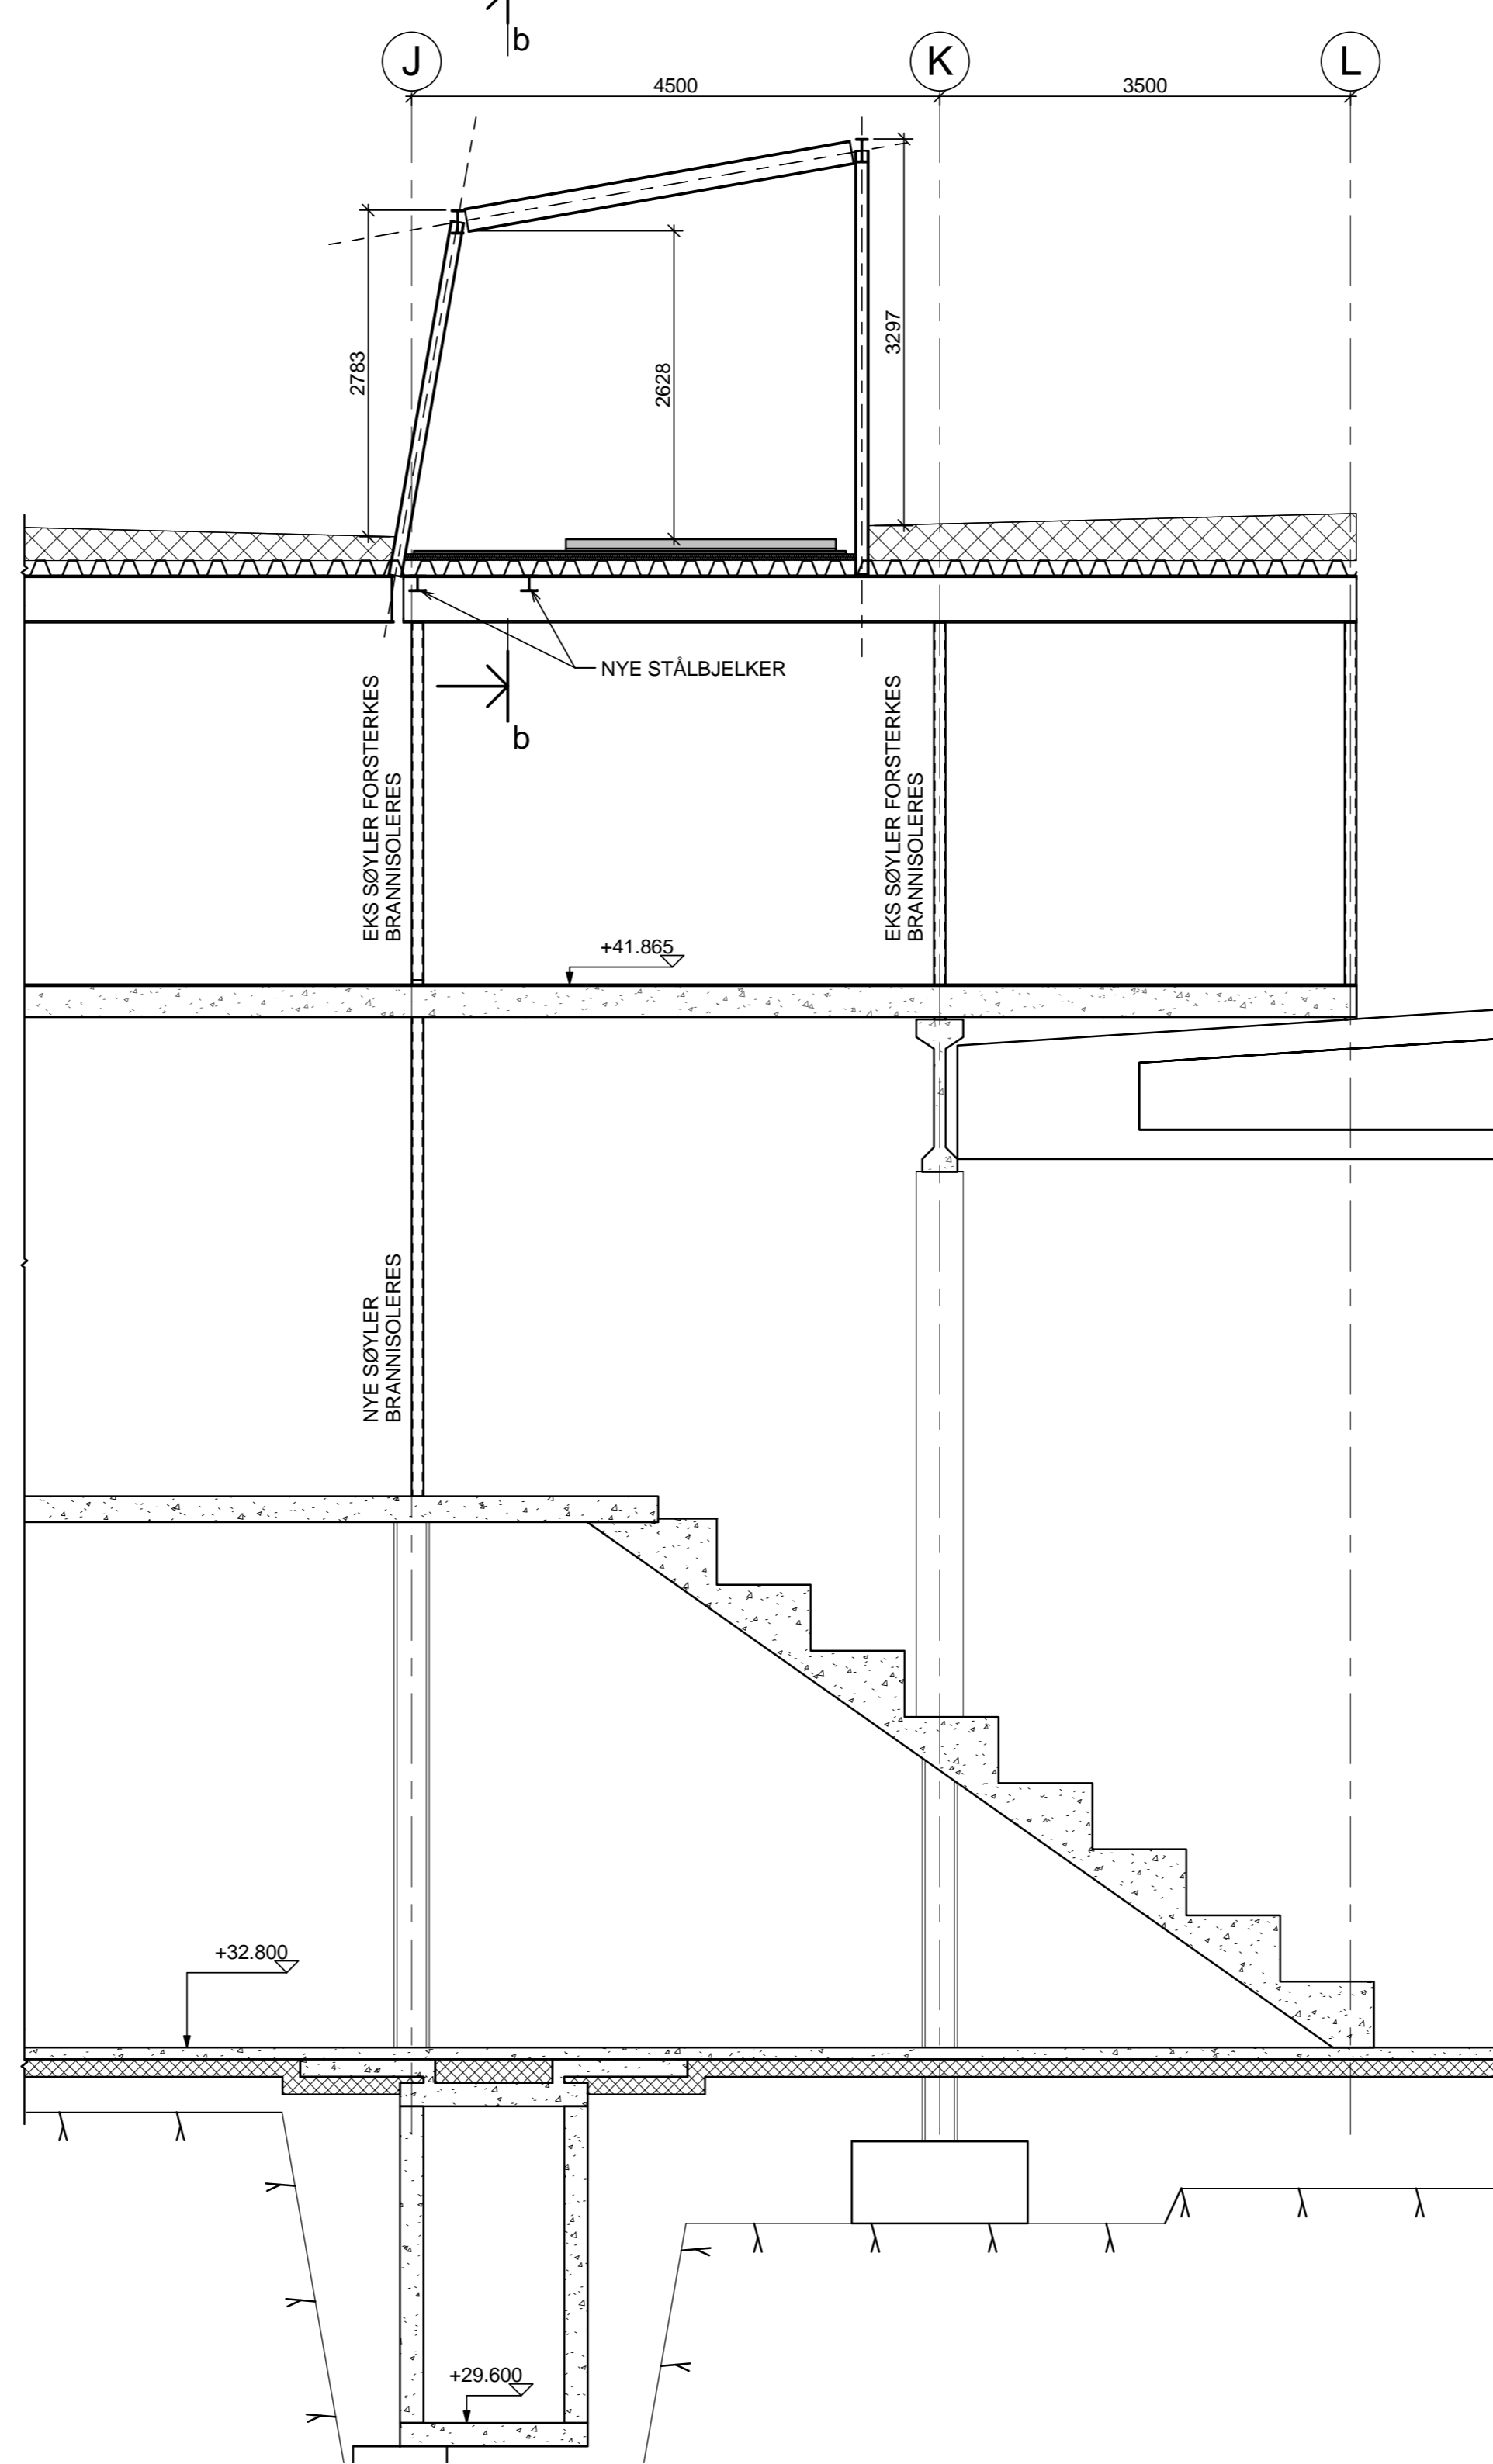 b
J
K
L
4500
3500
2783
2628
3297
NYE STÅLBJELKER
b
EKS SØYLER FORSTERKES
BRANNISOLERES
EKS SØYLER FORSTERKES
BRANNISOLERES
+41.865
NYE SØYLER
BRANNISOLERES
+32.800
+29.600